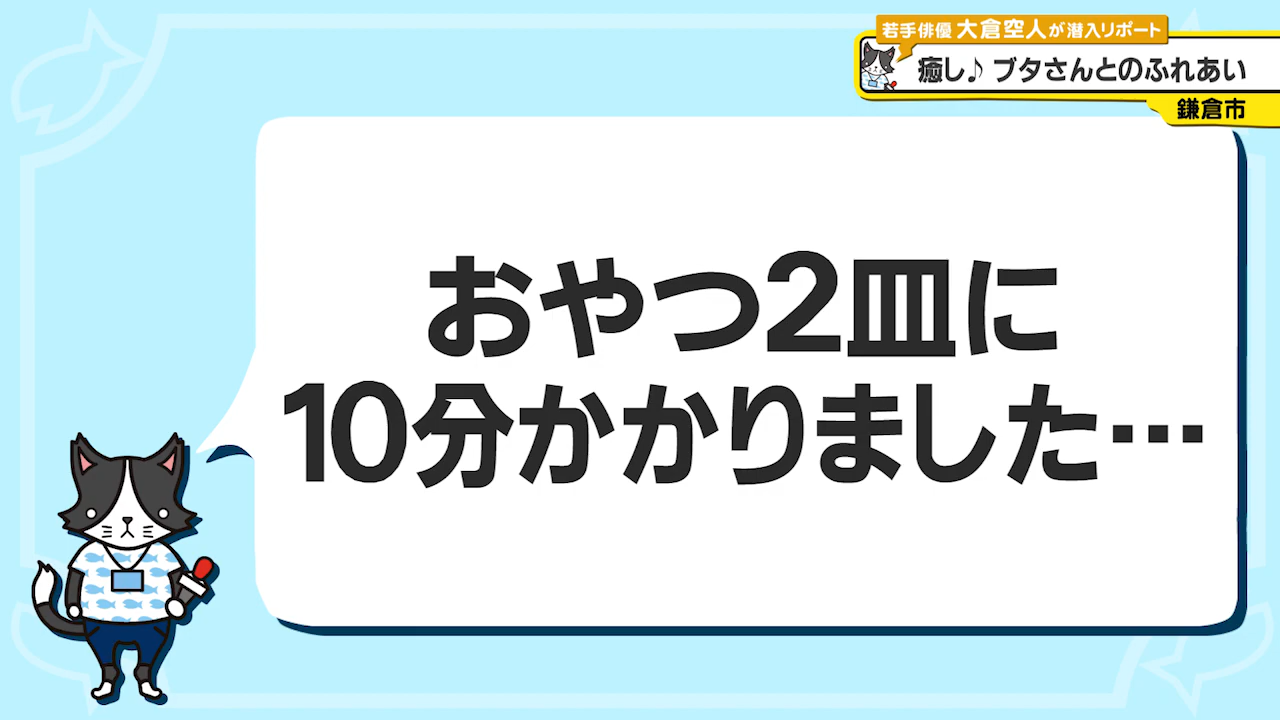 若手俳優 大倉空人が潜入リポート
癒し♪ ブタさんとのふれあい
鎌倉市
おやつ2皿に
10分かかりました…